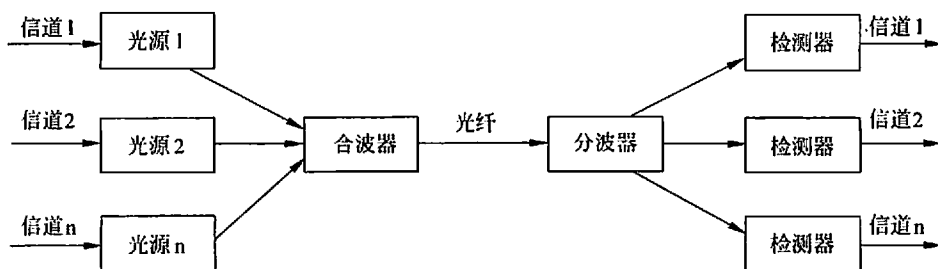 信道1
光源1
检测器
信道1
信道2
光源2
合波器
光纤
分波器
检测器
信道2
信道n
光源n
检测器
信道n